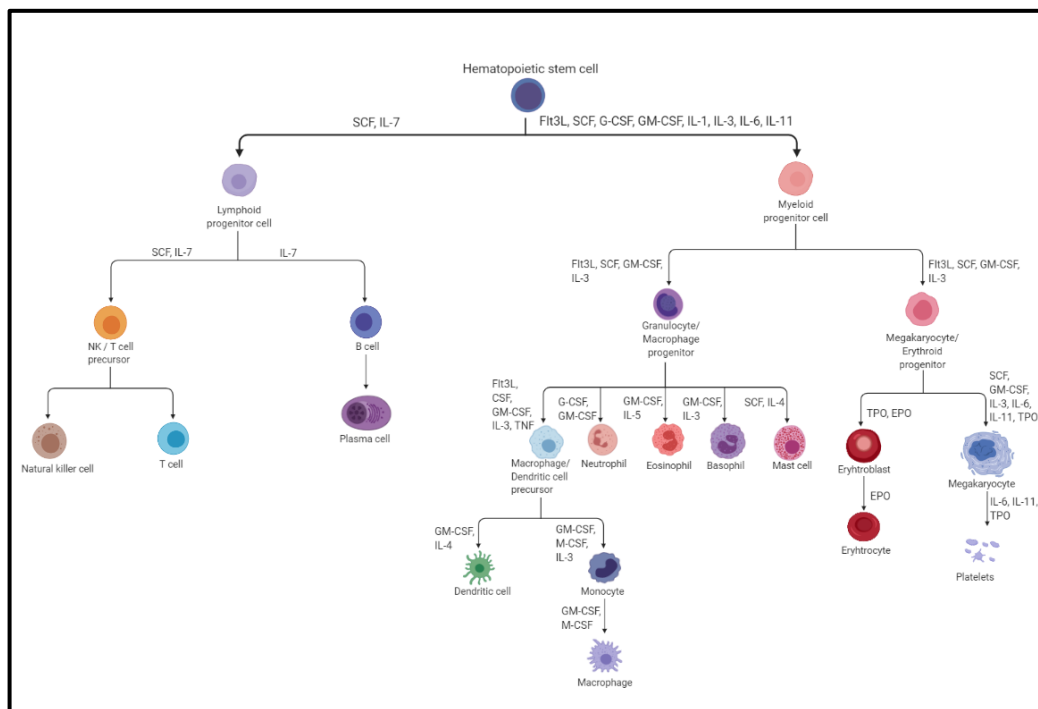 Hematopoietic stem cell
SCF, IL-7
Flt3L, SCF, G-CSF, GM-CSF, IL-1, IL-3, IL-6, IL-11
Lymphoid
progenitor cell
Myeloid
progenitor cell
SCF, IL-7
IL-7
Flt3L, SCF, GM-CSF,
IL-3
Flt3L, SCF, GM-CSF,
IL-3
NK / T cell
precursor
B cell
Granulocyte/
Macrophage
progenitor
Megakaryocyte/
Erythroid
progenitor
Natural killer cell
T cell
Plasma cell
Flt3L,
CSF,
GM-CSF,
IL-3, TNF
G-CSF,
GM-CSF
GM-CSF,
IL-5
GM-CSF,
IL-3
SCF, IL-4
TPO, EPO
SCF,
GM-CSF,
IL-3, IL-6,
IL-11, TPO
Macrophage/
Dendritic cell
precursor
Neutrophil
Eosinophil
Basophil
Mast cell
Eryhtroblast
Megakaryocyte
EPO
IL-6, IL-11,
TPO
Eryhtrocyte
Platelets
GM-CSF,
IL-4
GM-CSF,
M-CSF,
IL-3
Dendritic cell
Monocyte
GM-CSF,
M-CSF
Macrophage